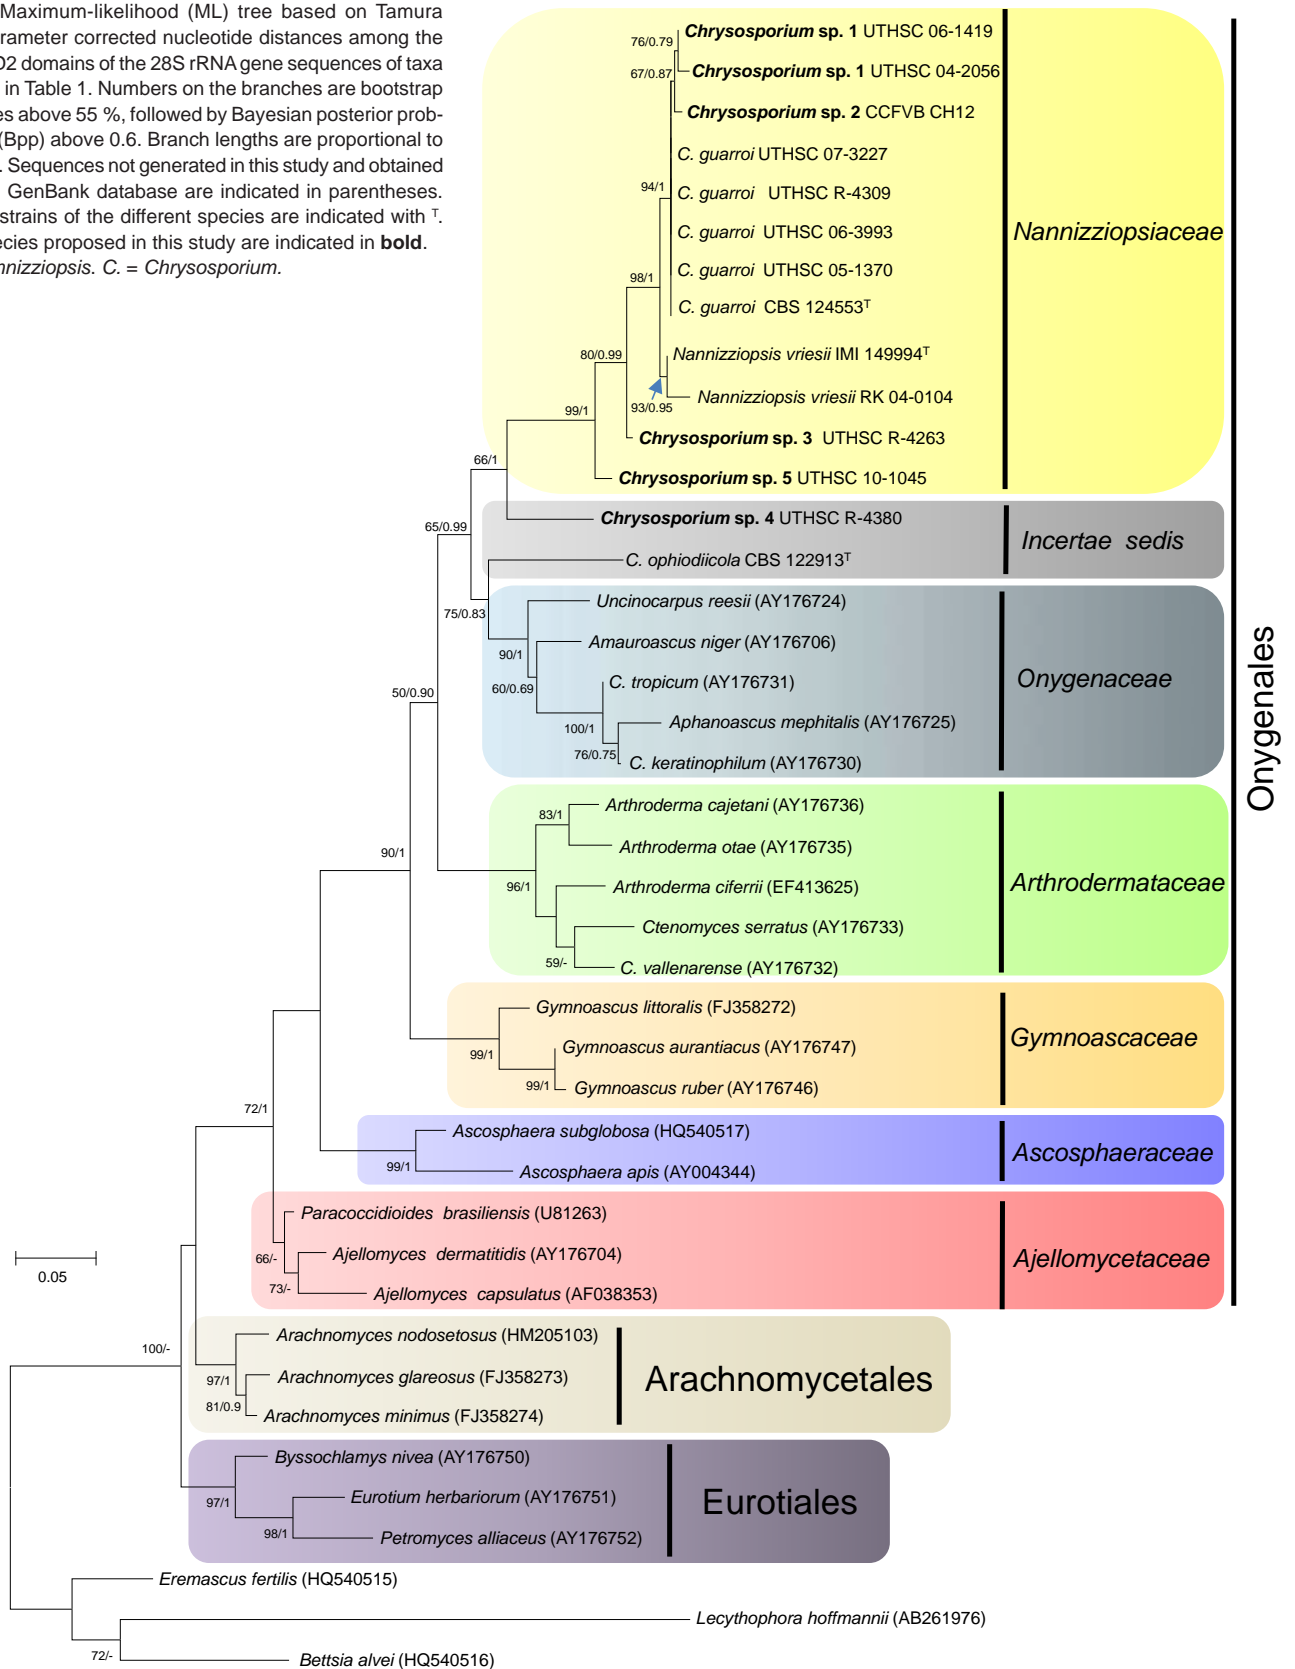 Maximum-likelihood (ML) tree based on Tamura
rameter corrected nucleotide distances among the
D2 domains of the 28S rRNA gene sequences of taxa
in Table 1. Numbers on the branches are bootstrap
es above 55 %, followed by Bayesian posterior prob-
(Bpp) above 0.6. Branch lengths are proportional to
. Sequences not generated in this study and obtained
GenBank database are indicated in parentheses.
strains of the different species are indicated with T.
ecies proposed in this study are indicated in bold.
nnizziopsis. C. = Chrysosporium.
76/0.79
Chrysosporium sp. 1 UTHSC 06-1419
67/0.87
Chrysosporium sp. 1 UTHSC 04-2056
Chrysosporium sp. 2 CCFVB CH12
C. guarroi UTHSC 07-3227
94/1
C. guarroi UTHSC R-4309
C. guarroi UTHSC 06-3993
Nannizziopsiaceae
98/1
C. guarroi UTHSC 05-1370
C. guarroi CBS 124553T
80/0.99
Nannizziopsis vriesii IMI 149994T
93/0.95
Nannizziopsis vriesii RK 04-0104
99/1
Chrysosporium sp. 3 UTHSC R-4263
66/1
Chrysosporium sp. 5 UTHSC 10-1045
65/0.99
Chrysosporium sp. 4 UTHSC R-4380
Incertae sedis
C. ophiodiicola CBS 122913T
75/0.83
Uncinocarpus reesii (AY176724)
90/1
Amauroascus niger (AY176706)
60/0.69
C. tropicum (AY176731)
Onygenaceae
50/0.90
100/1
Aphanoascus mephitalis (AY176725)
76/0.75
C. keratinophilum (AY176730)
Onygenales
83/1
Arthroderma cajetani (AY176736)
90/1
Arthroderma otae (AY176735)
96/1
Arthroderma ciferrii (EF413625)
Arthrodermataceae
Ctenomyces serratus (AY176733)
59/-
C. vallenarense (AY176732)
Gymnoascus littoralis (FJ358272)
99/1
Gymnoascus aurantiacus (AY176747)
Gymnoascaceae
99/1
Gymnoascus ruber (AY176746)
72/1
Ascosphaera subglobosa (HQ540517)
99/1
Ascosphaera apis (AY004344)
Ascosphaeraceae
Paracoccidioides brasiliensis (U81263)
66/-
Ajellomyces dermatitidis (AY176704)
Ajellomycetaceae
73/-
Ajellomyces capsulatus (AF038353)
0.05
100/-
Arachnomyces nodosetosus (HM205103)
97/1
Arachnomyces glareosus (FJ358273)
Arachnomycetales
81/0.9
Arachnomyces minimus (FJ358274)
Byssochlamys nivea (AY176750)
97/1
Eurotium herbariorum (AY176751)
Eurotiales
98/1
Petromyces alliaceus (AY176752)
Eremascus fertilis (HQ540515)
Lecythophora hoffmannii (AB261976)
72/-
Bettsia alvei (HQ540516)